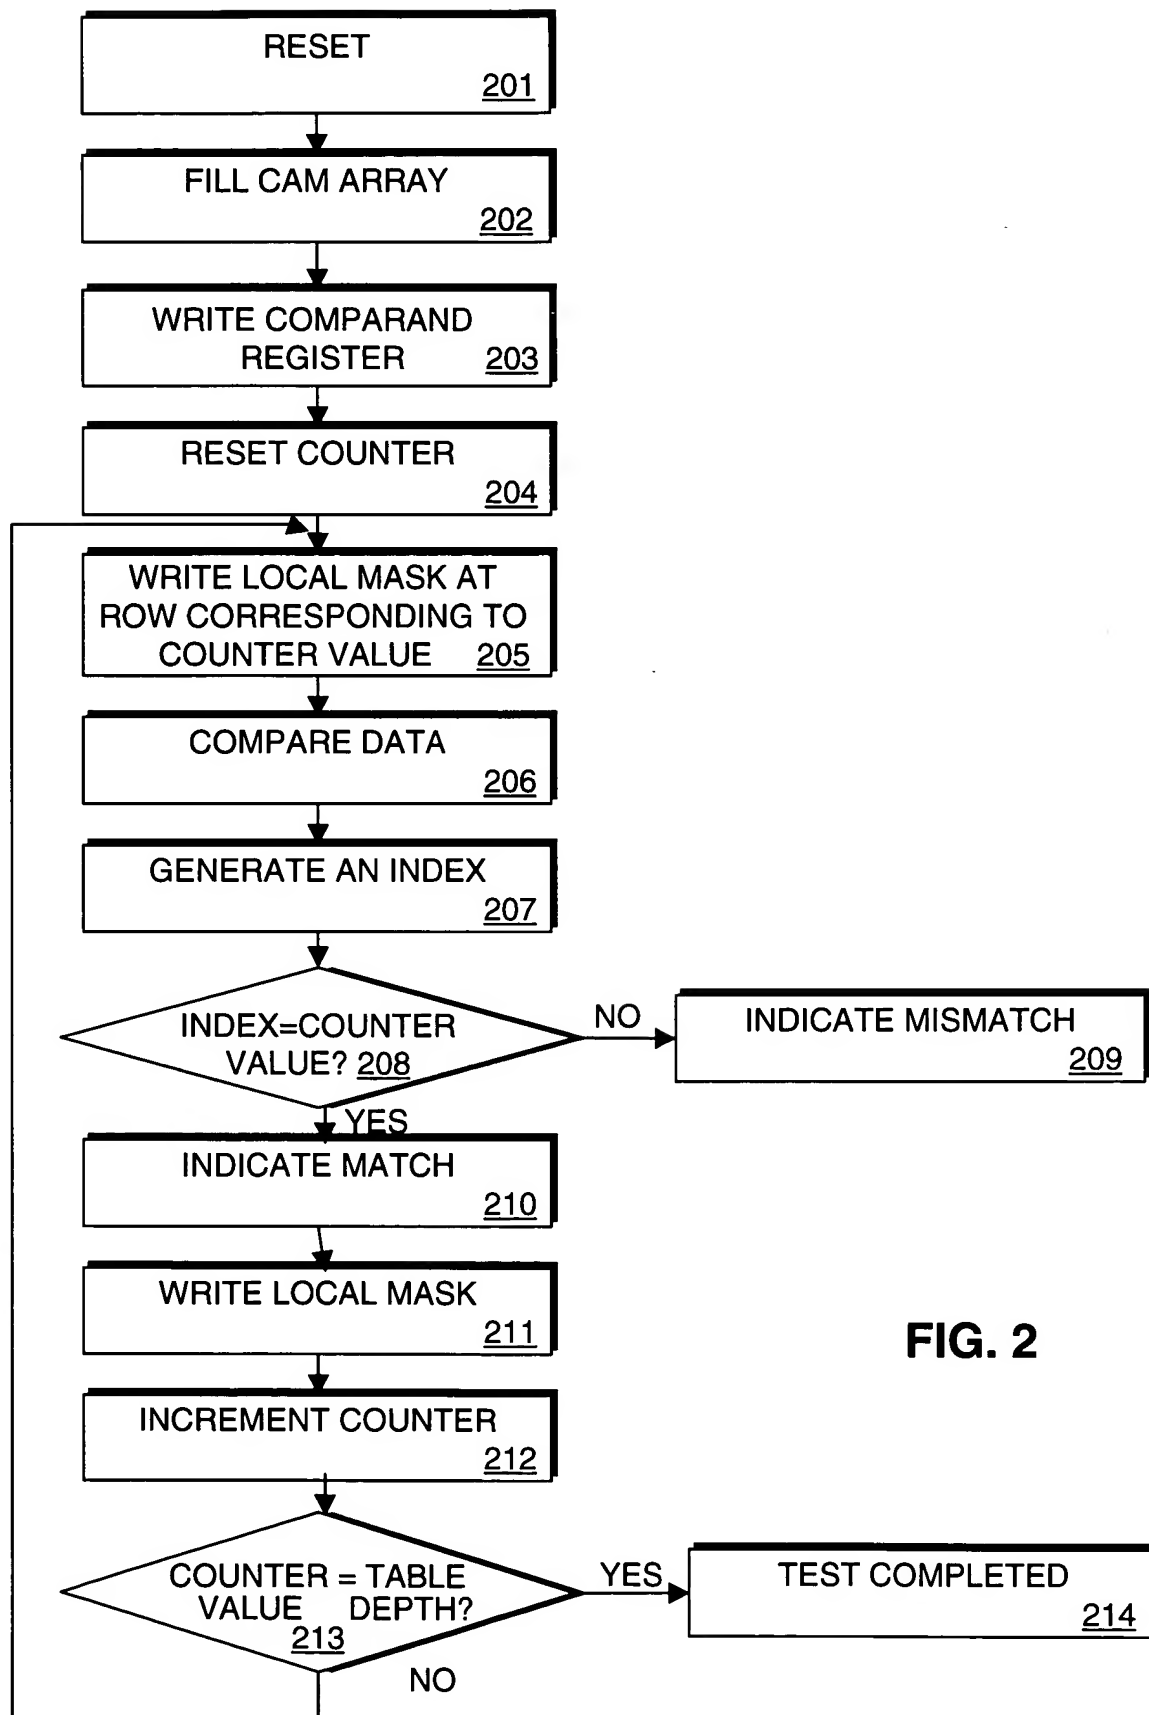 RESET
201
FILL CAM ARRAY
202
WRITE COMPARAND
REGISTER 203
RESET COUNTER
204
WRITE LOCAL MASK AT
ROW CORRESPONDING TO
COUNTER VALUE 205
COMPARE DATA
206
GENERATE AN INDEX
207
INDEX=COUNTER
VALUE? 208
NO
INDICATE MISMATCH
209
YES
INDICATE MATCH
210
WRITE LOCAL MASK
211
FIG. 2
INCREMENT COUNTER
212
COUNTER = TABLE
VALUE DEPTH?
213
YES
TEST COMPLETED
214
NO